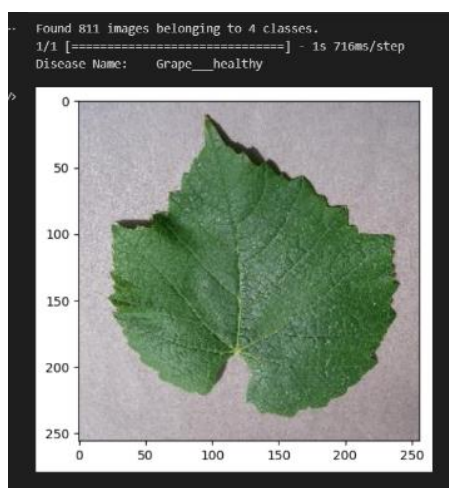 Found 811 images belonging to 4 classes.
1/1 [==============================] - 1s 716ms/step
Disease Name:    Grape___healthy
0
50
100
150
200
250
0 50 100 150 200 250